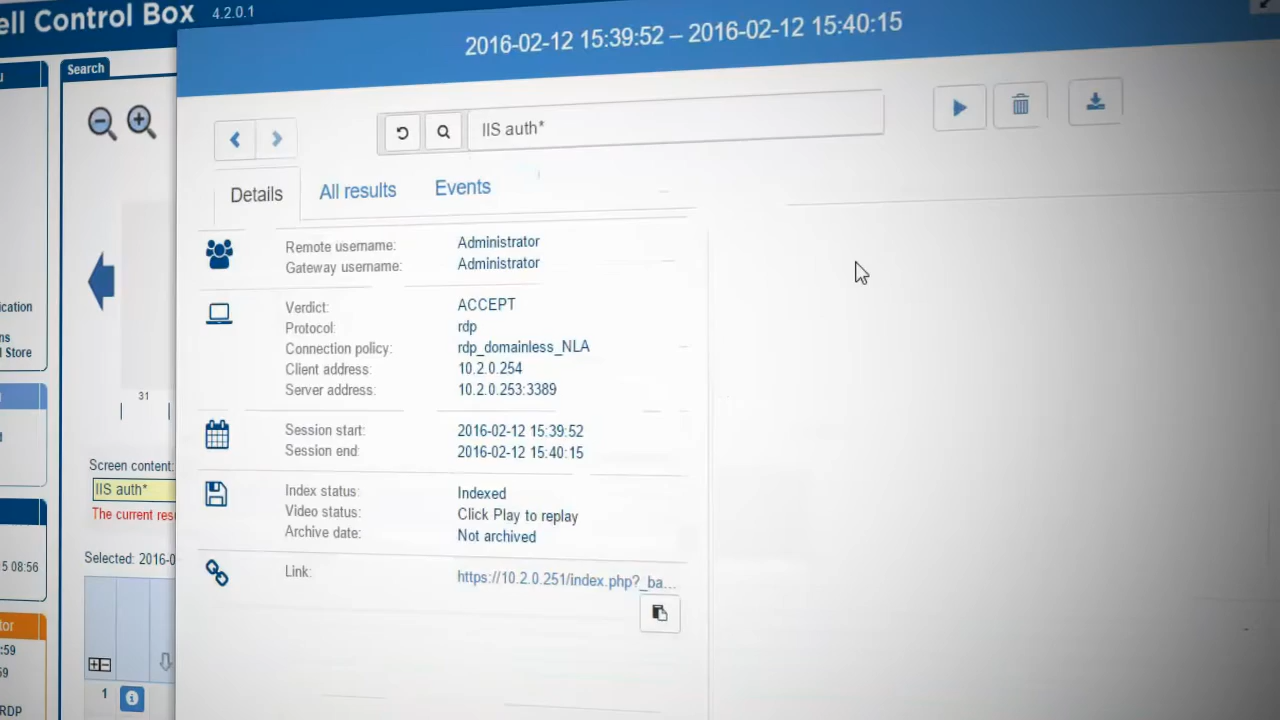 ell Control Box 4.2.0.1
2016-02-12 15:39:52 – 2016-02-12 15:40:15
Search
IIS auth*
Details
All results
Events
Remote username: Administrator
Gateway username: Administrator
Verdict: ACCEPT
Protocol: rdp
Connection policy: rdp_domainless_NLA
Client address: 10.2.0.254
Server address: 10.2.0.253:3389
Session start: 2016-02-12 15:39:52
Session end: 2016-02-12 15:40:15
Index status: Indexed
Video status: Click Play to replay
Archive date: Not archived
Link: https://10.2.0.251/index.php?_ba...
31
Screen content:
IIS auth*
The current res
Selected: 2016-0
1
ication
ns
l Store
5 08:56
tor
:59
59
RDP